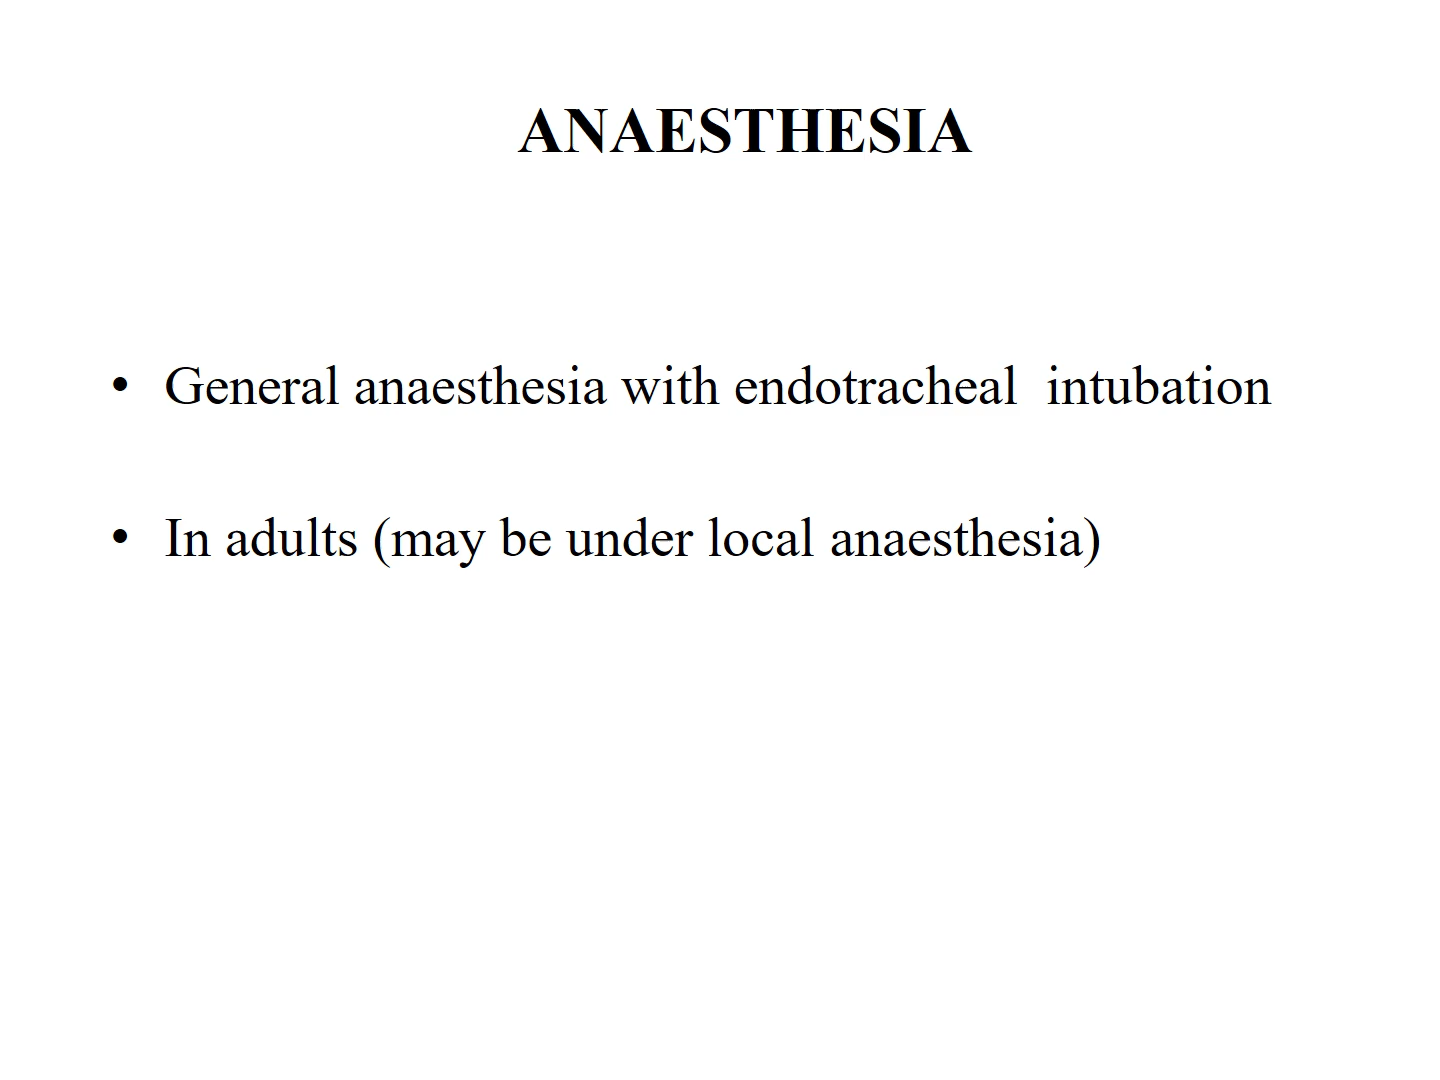 ANAESTHESIA
• General anaesthesia with endotracheal  intubation
• In adults (may be under local anaesthesia)